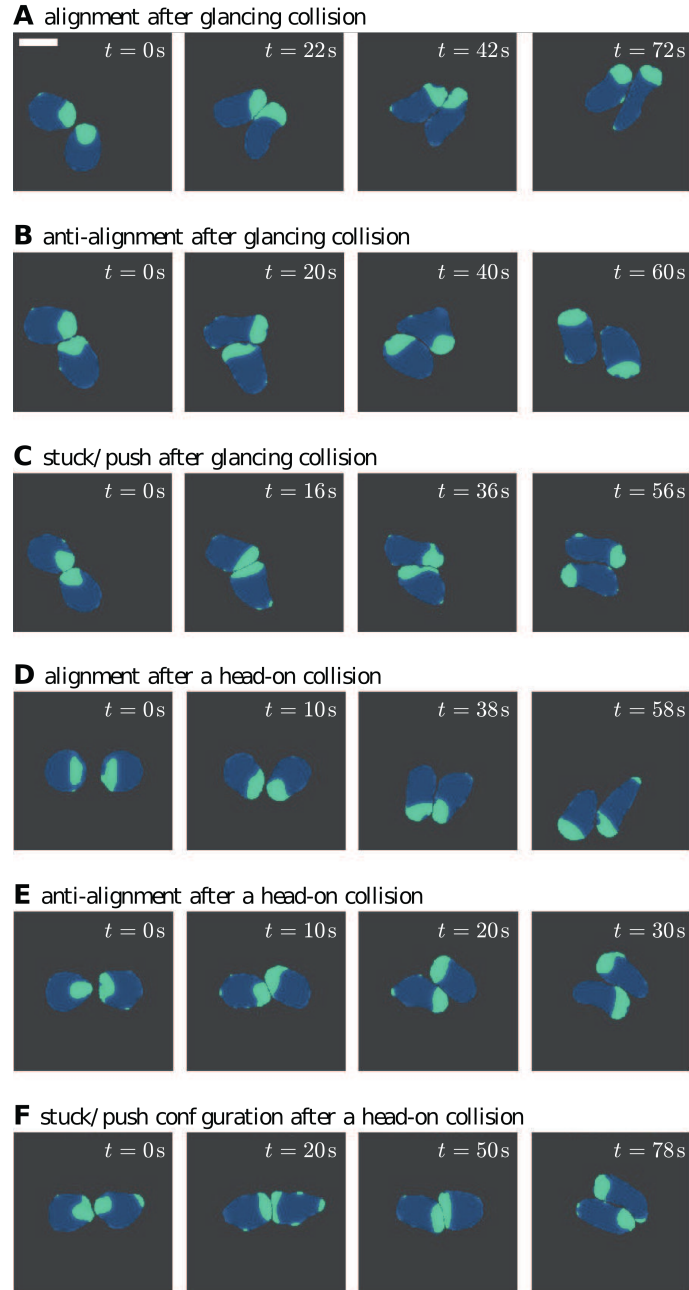 A alignment after glancing collision
t = 0s t = 22s t = 42s t = 72s
B anti-alignment after glancing collision
t = 0s t = 20s t = 40s t = 60s
C stuck/push after glancing collision
t = 0s t = 16s t = 36s t = 56s
D alignment after a head-on collision
t = 0s t = 10s t = 38s t = 58s
E anti-alignment after a head-on collision
t = 0s t = 10s t = 20s t = 30s
F stuck/push conf guration after a head-on collision
t = 0s t = 20s t = 50s t = 78s